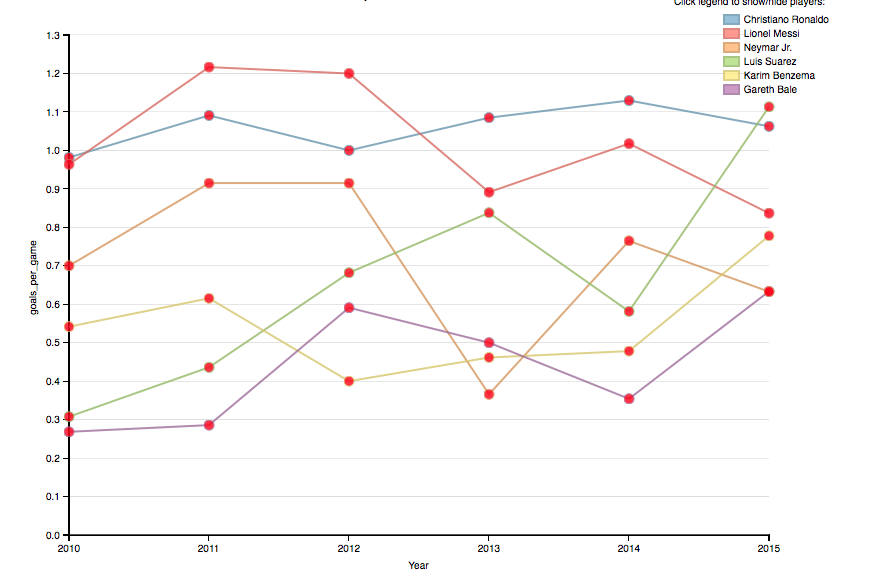 Click legend to show/hide players:
Christiano Ronaldo
Lionel Messi
Neymar Jr.
Luis Suarez
Karim Benzema
Gareth Bale
1.3
1.2
1.1
1.0
0.9
0.8
0.7
0.6
0.5
0.4
0.3
0.2
0.1
0.0
goals_per_game
2010 2011 2012 2013 2014 2015
Year